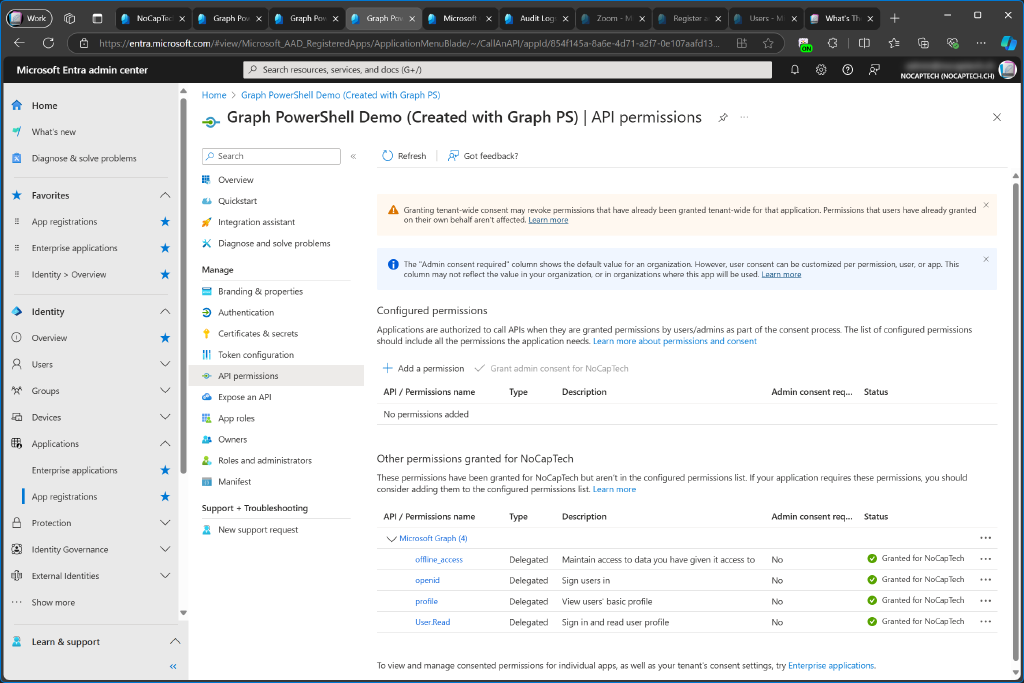 Work
NoCapTec
Graph Pow
Graph Pow
Graph Pow
Microsoft
Audit Log
Zoom - M
Register a
Users - M
What's Th
https://entra.microsoft.com/#view/Microsoft_AAD_RegisteredApps/ApplicationMenuBlade/~/CallAnAPI/appId/854f145a-8a6e-4d71-a2f7-0e107aafd13...
ON
Microsoft Entra admin center
Search resources, services, and docs (G+/)
NOCAPTECH (NOCAPTECH.CH)
Home
What's new
Diagnose & solve problems
Favorites
App registrations
Enterprise applications
Identity > Overview
Identity
Overview
Users
Groups
Devices
Applications
Enterprise applications
App registrations
Protection
Identity Governance
External Identities
Show more
Learn & support
Home > Graph PowerShell Demo (Created with Graph PS)
Graph PowerShell Demo (Created with Graph PS) | API permissions
Search
Overview
Quickstart
Integration assistant
Diagnose and solve problems
Manage
Branding & properties
Authentication
Certificates & secrets
Token configuration
API permissions
Expose an API
App roles
Owners
Roles and administrators
Manifest
Support + Troubleshooting
New support request
Refresh
Got feedback?
Granting tenant-wide consent may revoke permissions that have already been granted tenant-wide for that application. Permissions that users have already granted
on their own behalf aren't affected. Learn more
The "Admin consent required" column shows the default value for an organization. However, user consent can be customized per permission, user, or app. This
column may not reflect the value in your organization, or in organizations where this app will be used. Learn more
Configured permissions
Applications are authorized to call APIs when they are granted permissions by users/admins as part of the consent process. The list of configured permissions
should include all the permissions the application needs. Learn more about permissions and consent
Add a permission
Grant admin consent for NoCapTech
API / Permissions name Type Description Admin consent req... Status
No permissions added
Other permissions granted for NoCapTech
These permissions have been granted for NoCapTech but aren't in the configured permissions list. If your application requires these permissions, you should
consider adding them to the configured permissions list. Learn more
API / Permissions name Type Description Admin consent req... Status
Microsoft Graph (4)
offline_access Delegated Maintain access to data you have given it access to No Granted for NoCapTech
openid Delegated Sign users in No Granted for NoCapTech
profile Delegated View users' basic profile No Granted for NoCapTech
User.Read Delegated Sign in and read user profile No Granted for NoCapTech
To view and manage consented permissions for individual apps, as well as your tenant's consent settings, try Enterprise applications.